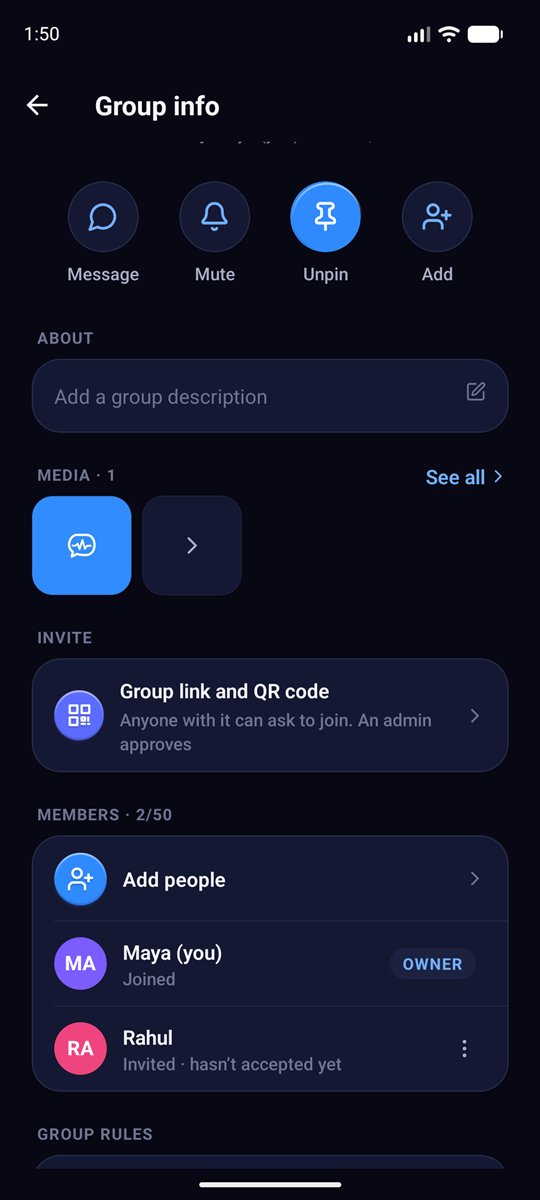 1:50
Group info
Message
Mute
Unpin
Add
ABOUT
Add a group description
MEDIA · 1
See all
INVITE
Group link and QR code
Anyone with it can ask to join. An admin
approves
MEMBERS · 2/50
Add people
MA
Maya (you)
Joined
OWNER
RA
Rahul
Invited · hasn’t accepted yet
GROUP RULES